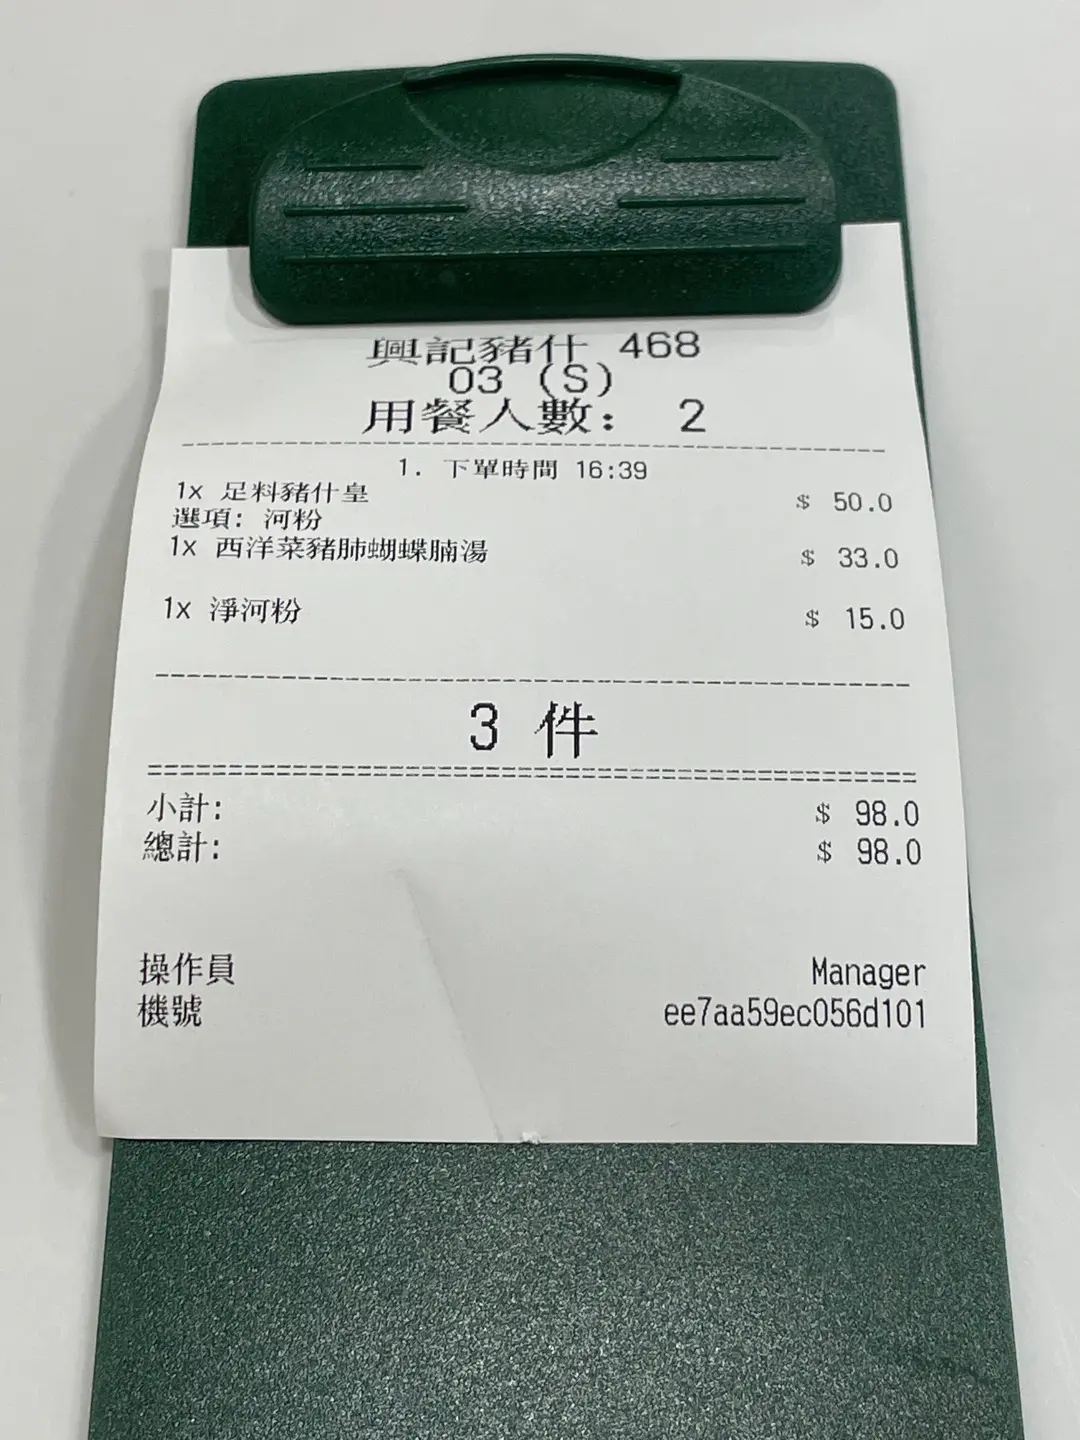 興記豬什 468
03 (S)
用餐人數: 2
1. 下單時間 16:39
1x 足料豬什皇 $ 50.0
選項: 河粉
1x 西洋菜豬肺蝴蝶腩湯 $ 33.0
1x 淨河粉 $ 15.0
3 件
小計: $ 98.0
總計: $ 98.0
操作員 Manager
機號 ee7aa59ec056d101